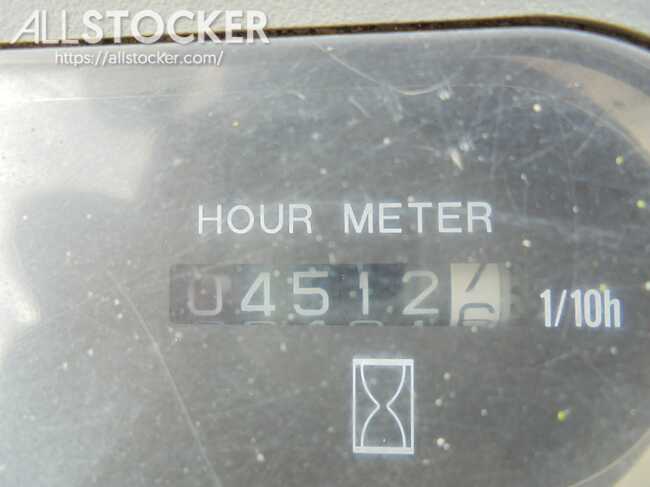 ALLSTOCKER
https://allstocker.com/
HOUR METER
04512
1/10h